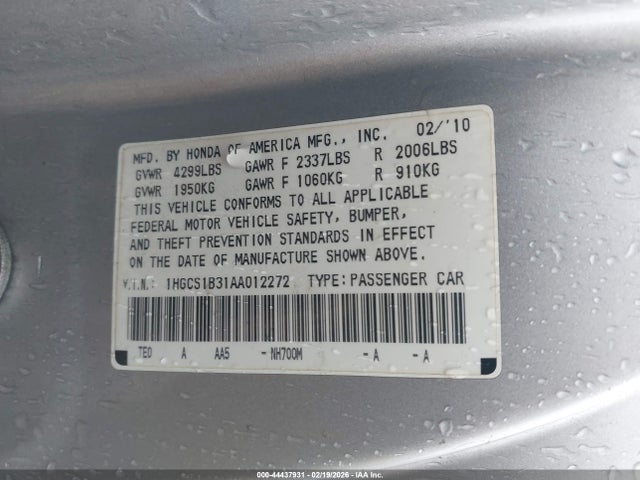 MFD. BY HONDA OF AMERICA MFG., INC. 02/'10
GVWR 4299LBS GAWR F 2337LBS R 2006LBS
GVWR 1950KG GAWR F 1060KG R 910KG
THIS VEHICLE CONFORMS TO ALL APPLICABLE
FEDERAL MOTOR VEHICLE SAFETY, BUMPER,
AND THEFT PREVENTION STANDARDS IN EFFECT
ON THE DATE OF MANUFACTURE SHOWN ABOVE.
V.I.N.: 1HGCS1B31AA012272 TYPE: PASSENGER CAR
TE0 A AA5 - NH700M - A - A
000-44437931 - 02/19/2026 - IAA Inc.